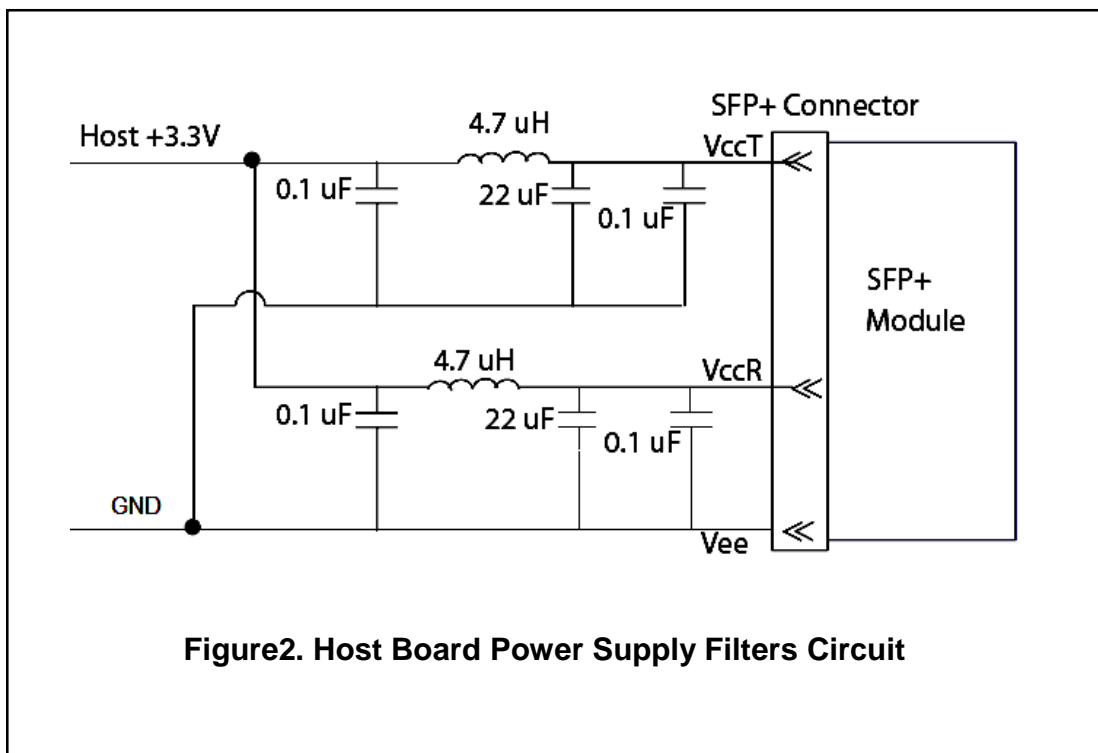 SFP+ Connector
4.7 uH
Host +3.3V
VccT
0.1 uF
22 uF
0.1 uF
SFP+
Module
4.7 uH
VccR
0.1 uF
22 uF
0.1 uF
GND
Vee
Figure2. Host Board Power Supply Filters Circuit